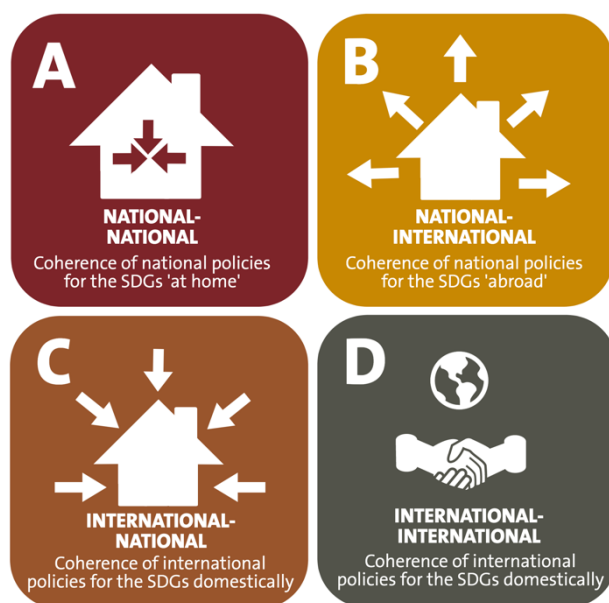 A
NATIONAL-
NATIONAL
Coherence of national policies
for the SDGs 'at home'
B
NATIONAL-
INTERNATIONAL
Coherence of national policies
for the SDGs 'abroad'
C
INTERNATIONAL-
NATIONAL
Coherence of international
policies for the SDGs domestically
D
INTERNATIONAL-
INTERNATIONAL
Coherence of international
policies for the SDGs domestically